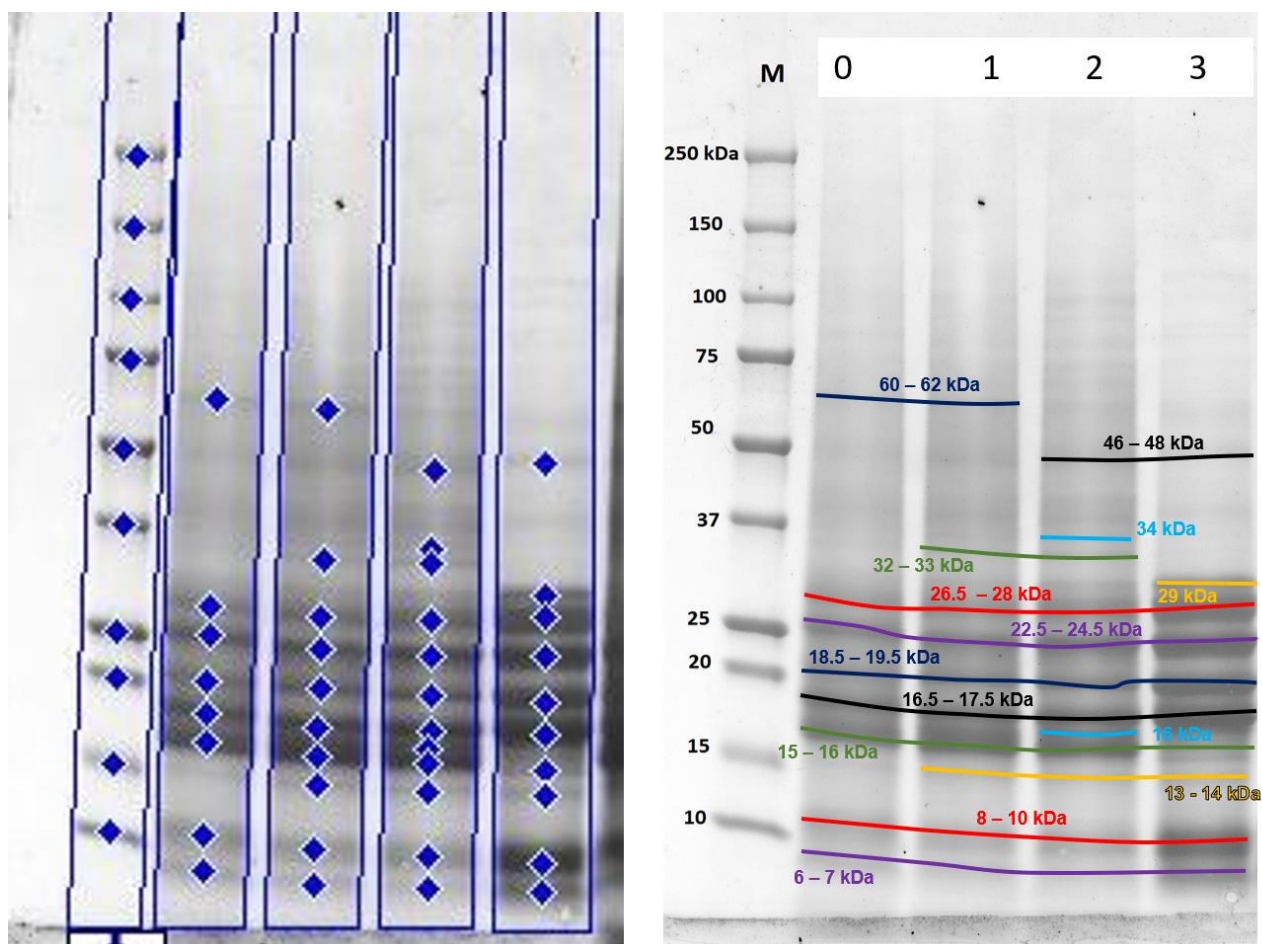 M 0 1 2 3
250 kDa
150
100
75
60 – 62 kDa
50
46 – 48 kDa
37
34 kDa
32 – 33 kDa
26.5 – 28 kDa
29 kDa
25
22.5 – 24.5 kDa
18.5 – 19.5 kDa
20
16.5 – 17.5 kDa
16 kDa
15
15 – 16 kDa
13 - 14 kDa
10
8 – 10 kDa
6 – 7 kDa